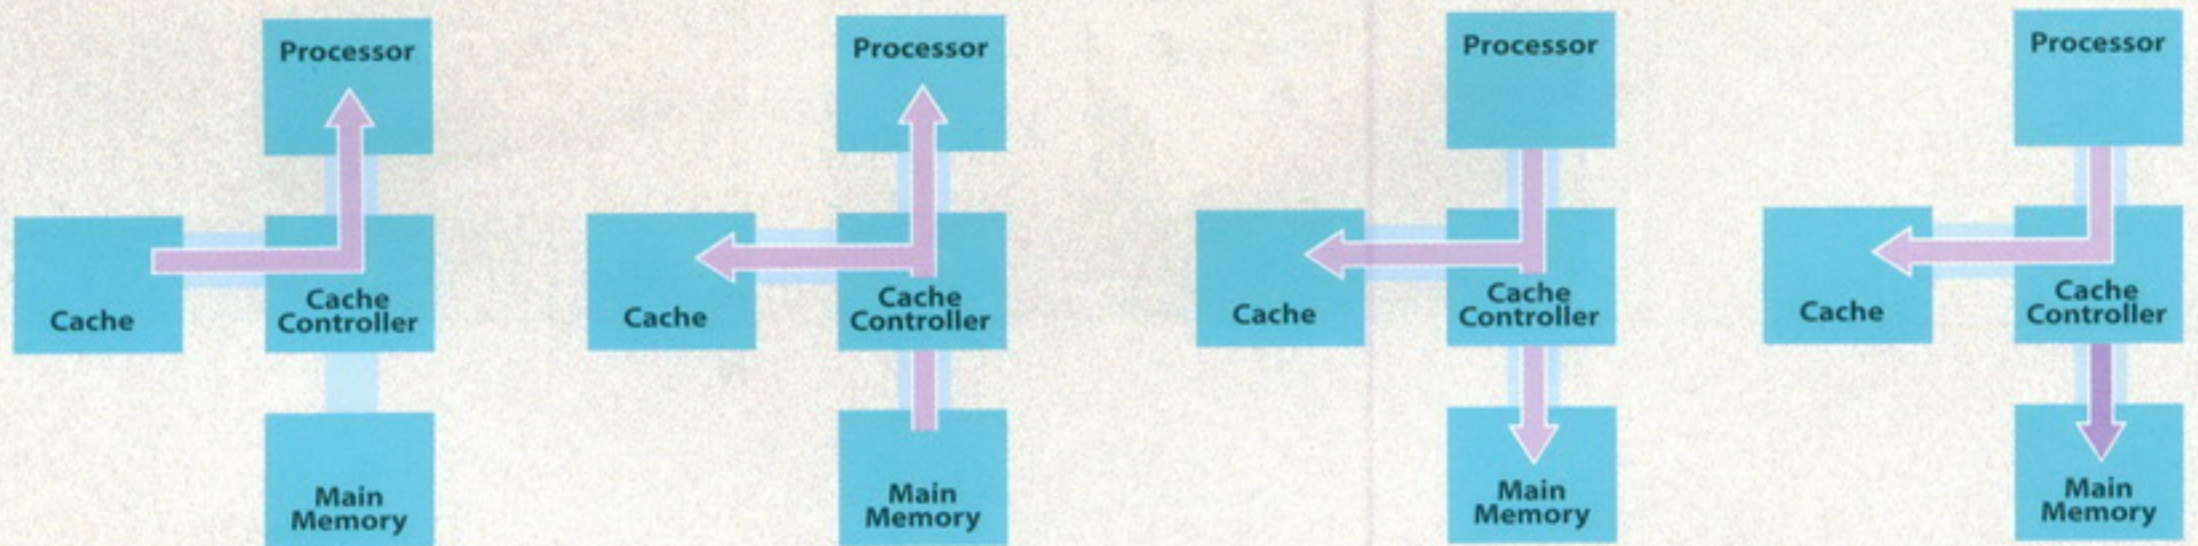 Processor
Cache
Cache
Controller
Main
Memory
Processor
Cache
Cache
Controller
Main
Memory
Processor
Cache
Cache
Controller
Main
Memory
Processor
Cache
Cache
Controller
Main
Memory